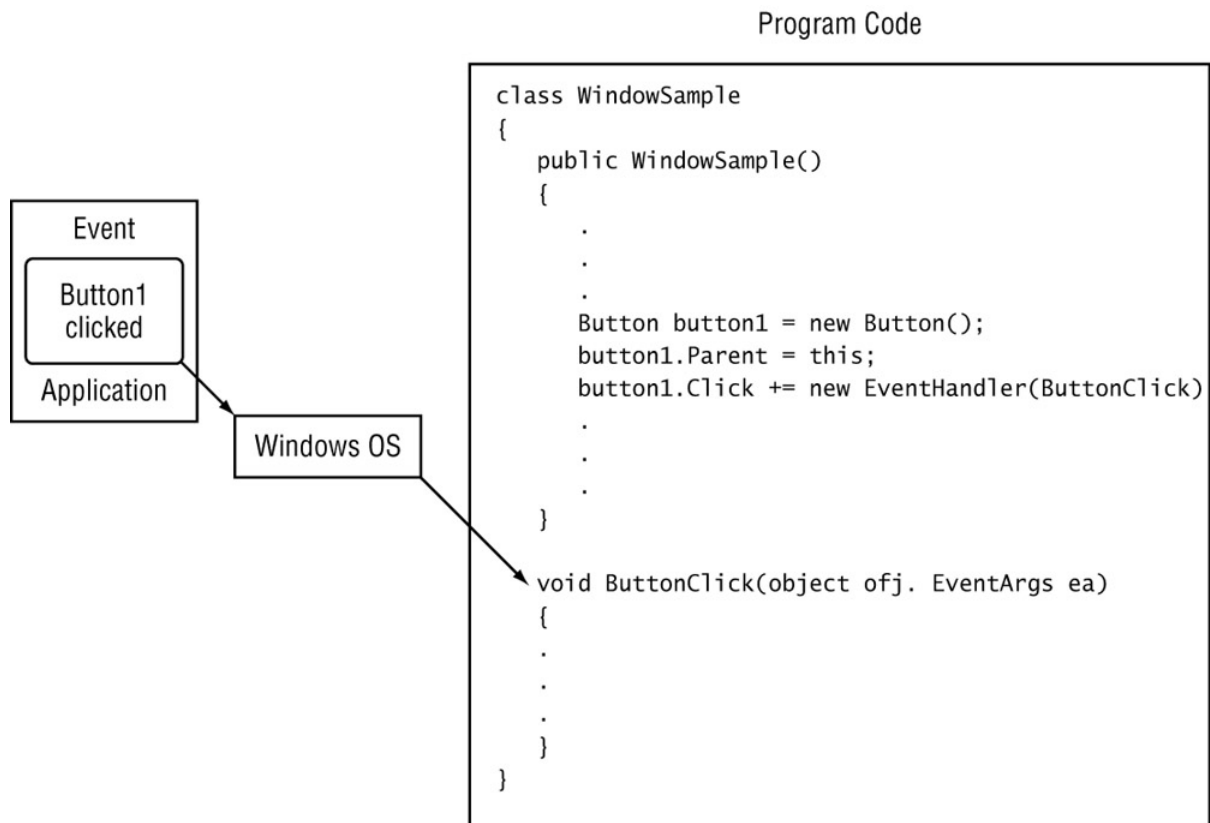 Program Code
class WindowSample
{
public WindowSample()
{
.
.
.
Button button1 = new Button();
button1.Parent = this;
button1.Click += new EventHandler(ButtonClick)
.
.
.
}
void ButtonClick(object ofj. EventArgs ea)
{
.
.
.
}
}
Event
Button1
clicked
Application
Windows OS